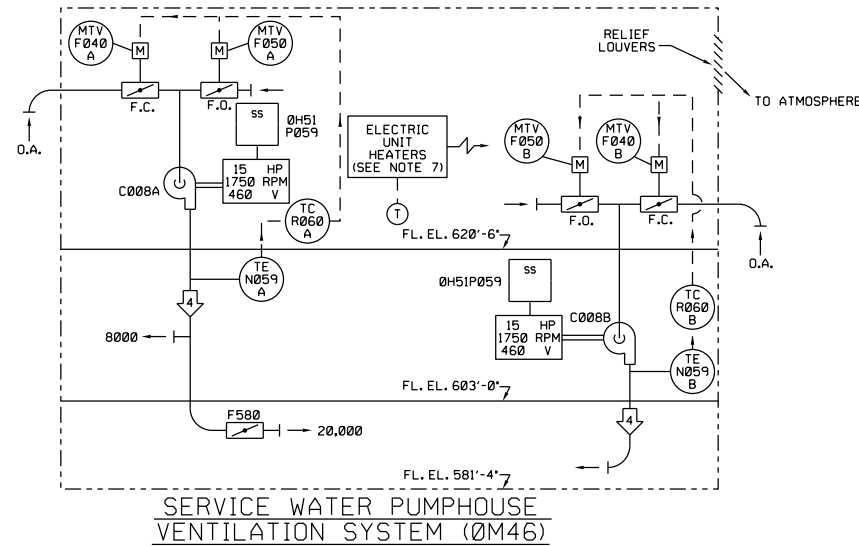 MTV
F040
A
M
MTV
F050
A
M
F.C.
F.O.
O.A.
SS
0H51
P059
C008A
15 HP
1750 RPM
460 V
TC
R060
A
TE
N059
A
4
8000
F580
20,000
ELECTRIC
UNIT
HEATERS
(SEE NOTE 7)
T
RELIEF
LOUVERS
TO ATMOSPHERE
MTV
F050
B
M
MTV
F040
B
M
F.O.
F.C.
O.A.
FL. EL. 620'-6"
SS
0H51P059
15 HP
1750 RPM
460 V
C008B
TC
R060
B
TE
N059
B
4
FL. EL. 603'-0"
FL. EL. 581'-4"
SERVICE WATER PUMPHOUSE
VENTILATION SYSTEM (0M46)